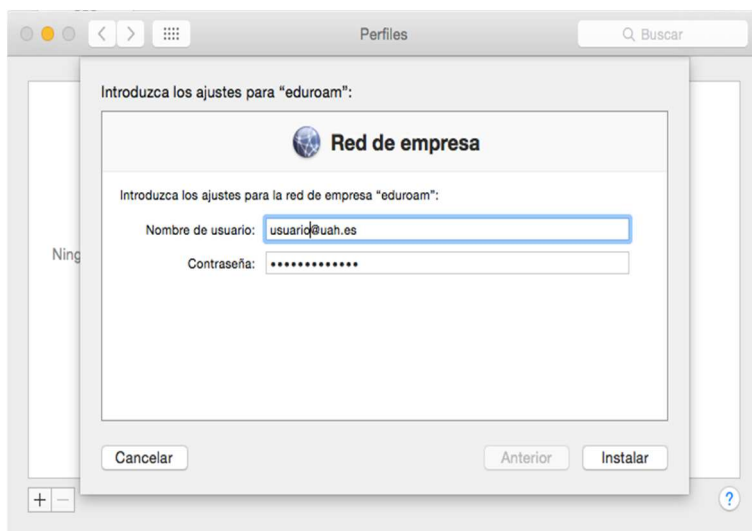 Perfiles
Buscar
Introduzca los ajustes para “eduroam”:
Red de empresa
Introduzca los ajustes para la red de empresa “eduroam”:
Nombre de usuario: usuario@uah.es
Contraseña: •••••••••••••
Ning
Cancelar
Anterior
Instalar
+
−
?